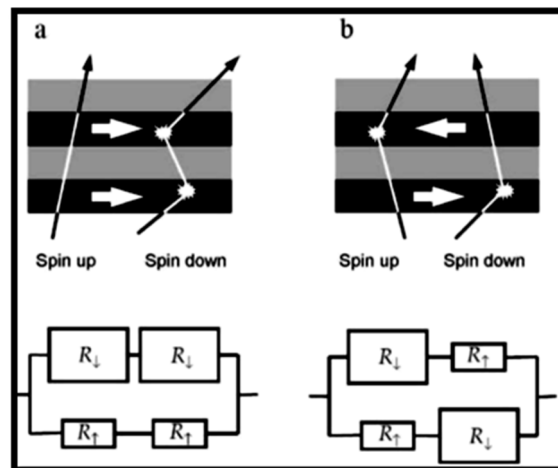 a b
Spin up Spin down Spin up Spin down
R↓ R↓ R↓ R↑
R↑ R↑ R↑ R↓